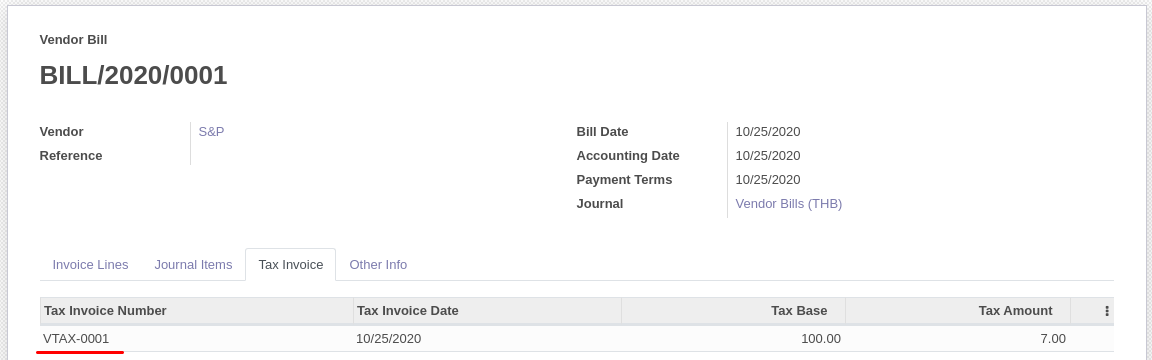 Vendor Bill
BILL/2020/0001
Vendor S&P
Reference
Bill Date 10/25/2020
Accounting Date 10/25/2020
Payment Terms 10/25/2020
Journal Vendor Bills (THB)
Invoice Lines Journal Items Tax Invoice Other Info
Tax Invoice Number Tax Invoice Date Tax Base Tax Amount
VTAX-0001 10/25/2020 100.00 7.00